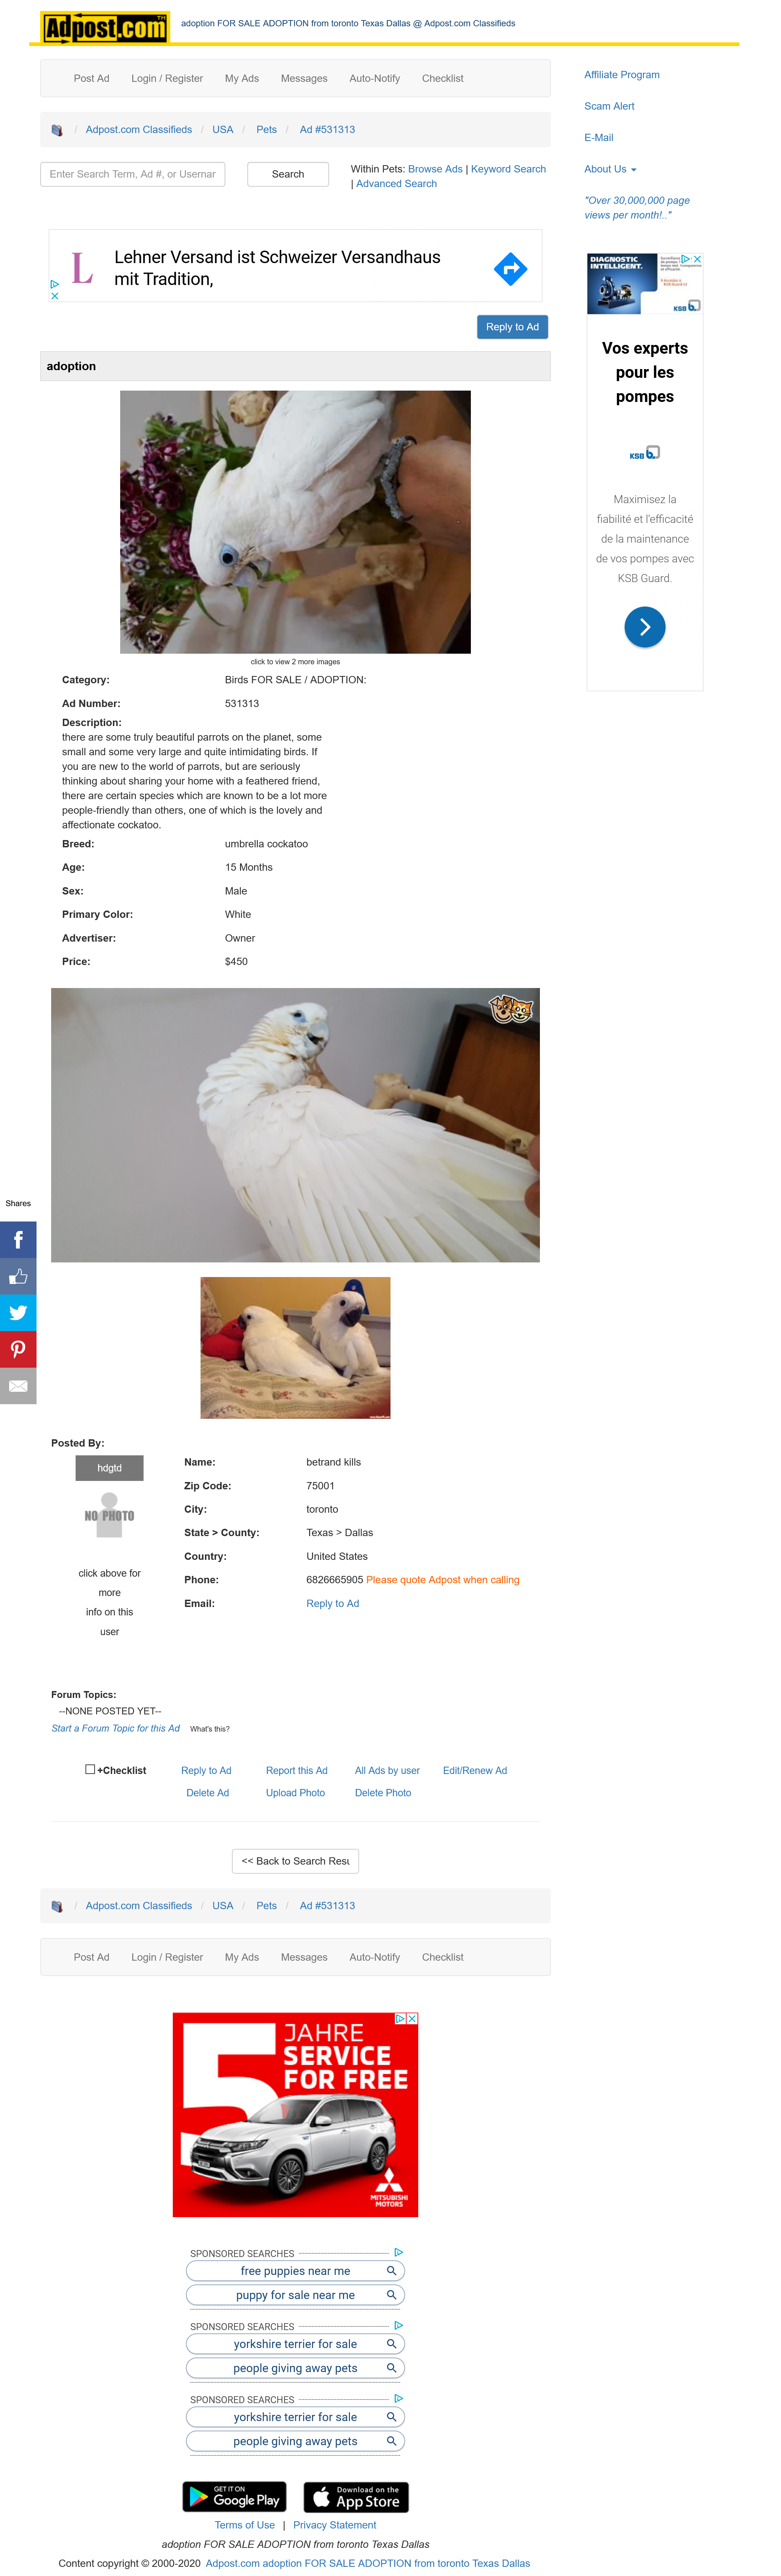 Adpost.com TM
adoption FOR SALE ADOPTION from toronto Texas Dallas @ Adpost.com Classifieds
Post Ad Login / Register My Ads Messages Auto-Notify Checklist
Affiliate Program
Scam Alert
E-Mail
About Us
"Over 30,000,000 page
views per month!.."
/ Adpost.com Classifieds / USA / Pets / Ad #531313
Enter Search Term, Ad #, or Usernar
Search
Within Pets: Browse Ads | Keyword Search
| Advanced Search
L
Lehner Versand ist Schweizer Versandhaus
mit Tradition,
DIAGNOSTIC
INTELLIGENT.
KSB
Vos experts
pour les
pompes
KSB
Maximisez la
fiabilité et l'efficacité
de la maintenance
de vos pompes avec
KSB Guard.
Reply to Ad
adoption
click to view 2 more images
Category: Birds FOR SALE / ADOPTION:
Ad Number: 531313
Description:
there are some truly beautiful parrots on the planet, some
small and some very large and quite intimidating birds. If
you are new to the world of parrots, but are seriously
thinking about sharing your home with a feathered friend,
there are certain species which are known to be a lot more
people-friendly than others, one of which is the lovely and
affectionate cockatoo.
Breed: umbrella cockatoo
Age: 15 Months
Sex: Male
Primary Color: White
Advertiser: Owner
Price: $450
Shares
Posted By:
hdgtd
NO PHOTO
click above for
more
info on this
user
Name: betrand kills
Zip Code: 75001
City: toronto
State > County: Texas > Dallas
Country: United States
Phone: 6826665905 Please quote Adpost when calling
Email: Reply to Ad
Forum Topics:
--NONE POSTED YET--
Start a Forum Topic for this Ad What's this?
+Checklist Reply to Ad Report this Ad All Ads by user Edit/Renew Ad
Delete Ad Upload Photo Delete Photo
<< Back to Search Resu
/ Adpost.com Classifieds / USA / Pets / Ad #531313
Post Ad Login / Register My Ads Messages Auto-Notify Checklist
5 JAHRE
SERVICE
FOR FREE
MITSUBISHI
MOTORS
SPONSORED SEARCHES
free puppies near me
puppy for sale near me
SPONSORED SEARCHES
yorkshire terrier for sale
people giving away pets
SPONSORED SEARCHES
yorkshire terrier for sale
people giving away pets
GET IT ON
Google Play
Download on the
App Store
Terms of Use | Privacy Statement
adoption FOR SALE ADOPTION from toronto Texas Dallas
Content copyright © 2000-2020 Adpost.com adoption FOR SALE ADOPTION from toronto Texas Dallas